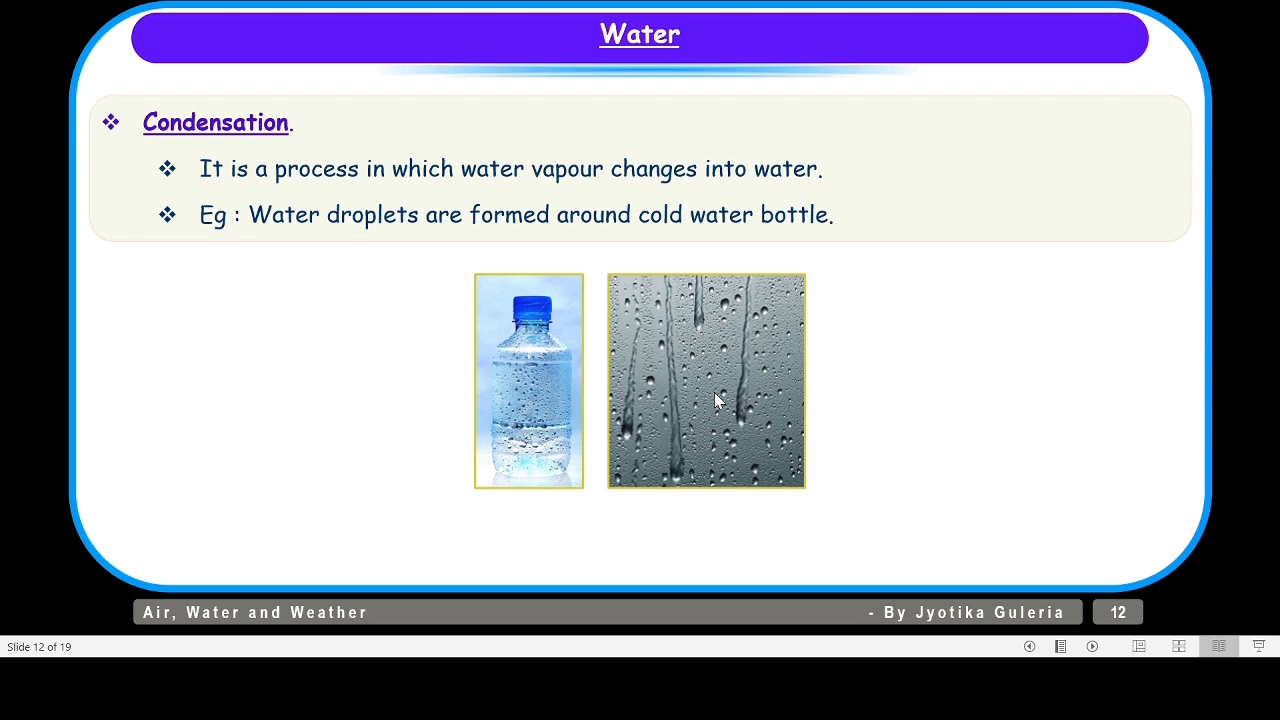 Water
Condensation.
It is a process in which water vapour changes into water.
Eg : Water droplets are formed around cold water bottle.
Air, Water and Weather
- By Jyotika Guleria
12
Slide 12 of 19